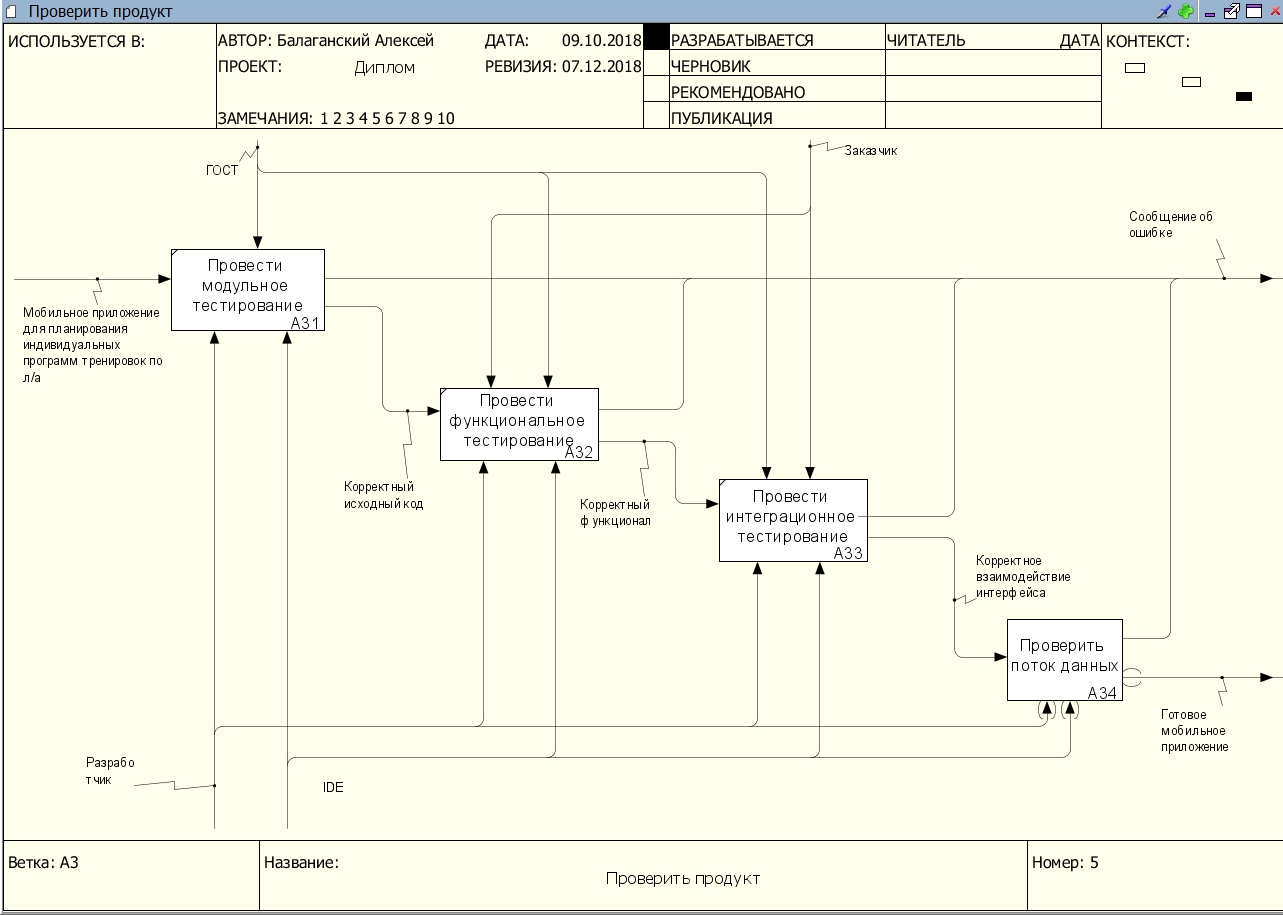 Проверить продукт
ИСПОЛЬЗУЕТСЯ В:
АВТОР: Балаганский Алексей
ДАТА: 09.10.2018
ПРОЕКТ: Диплом
РЕВИЗИЯ: 07.12.2018
ЗАМЕЧАНИЯ: 1 2 3 4 5 6 7 8 9 10
РАЗРАБАТЫВАЕТСЯ
ЧЕРНОВИК
РЕКОМЕНДОВАНО
ПУБЛИКАЦИЯ
ЧИТАТЕЛЬ
ДАТА
КОНТЕКСТ:
ГОСТ
Заказчик
Сообщение об
ошибке
Провести
модульное
тестирование
A31
Мобильное приложение
для планирования
индивидуальных
программ тренировок по
л/а
Провести
функциональное
тестирование
A32
Корректный
исходный код
Корректный
функционал
Провести
интеграционное
тестирование
A33
Корректное
взаимодействие
интерфейса
Проверить
поток данных
A34
Готовое
мобильное
приложение
Разрабо
тчик
IDE
Ветка: A3
Название:
Проверить продукт
Номер: 5